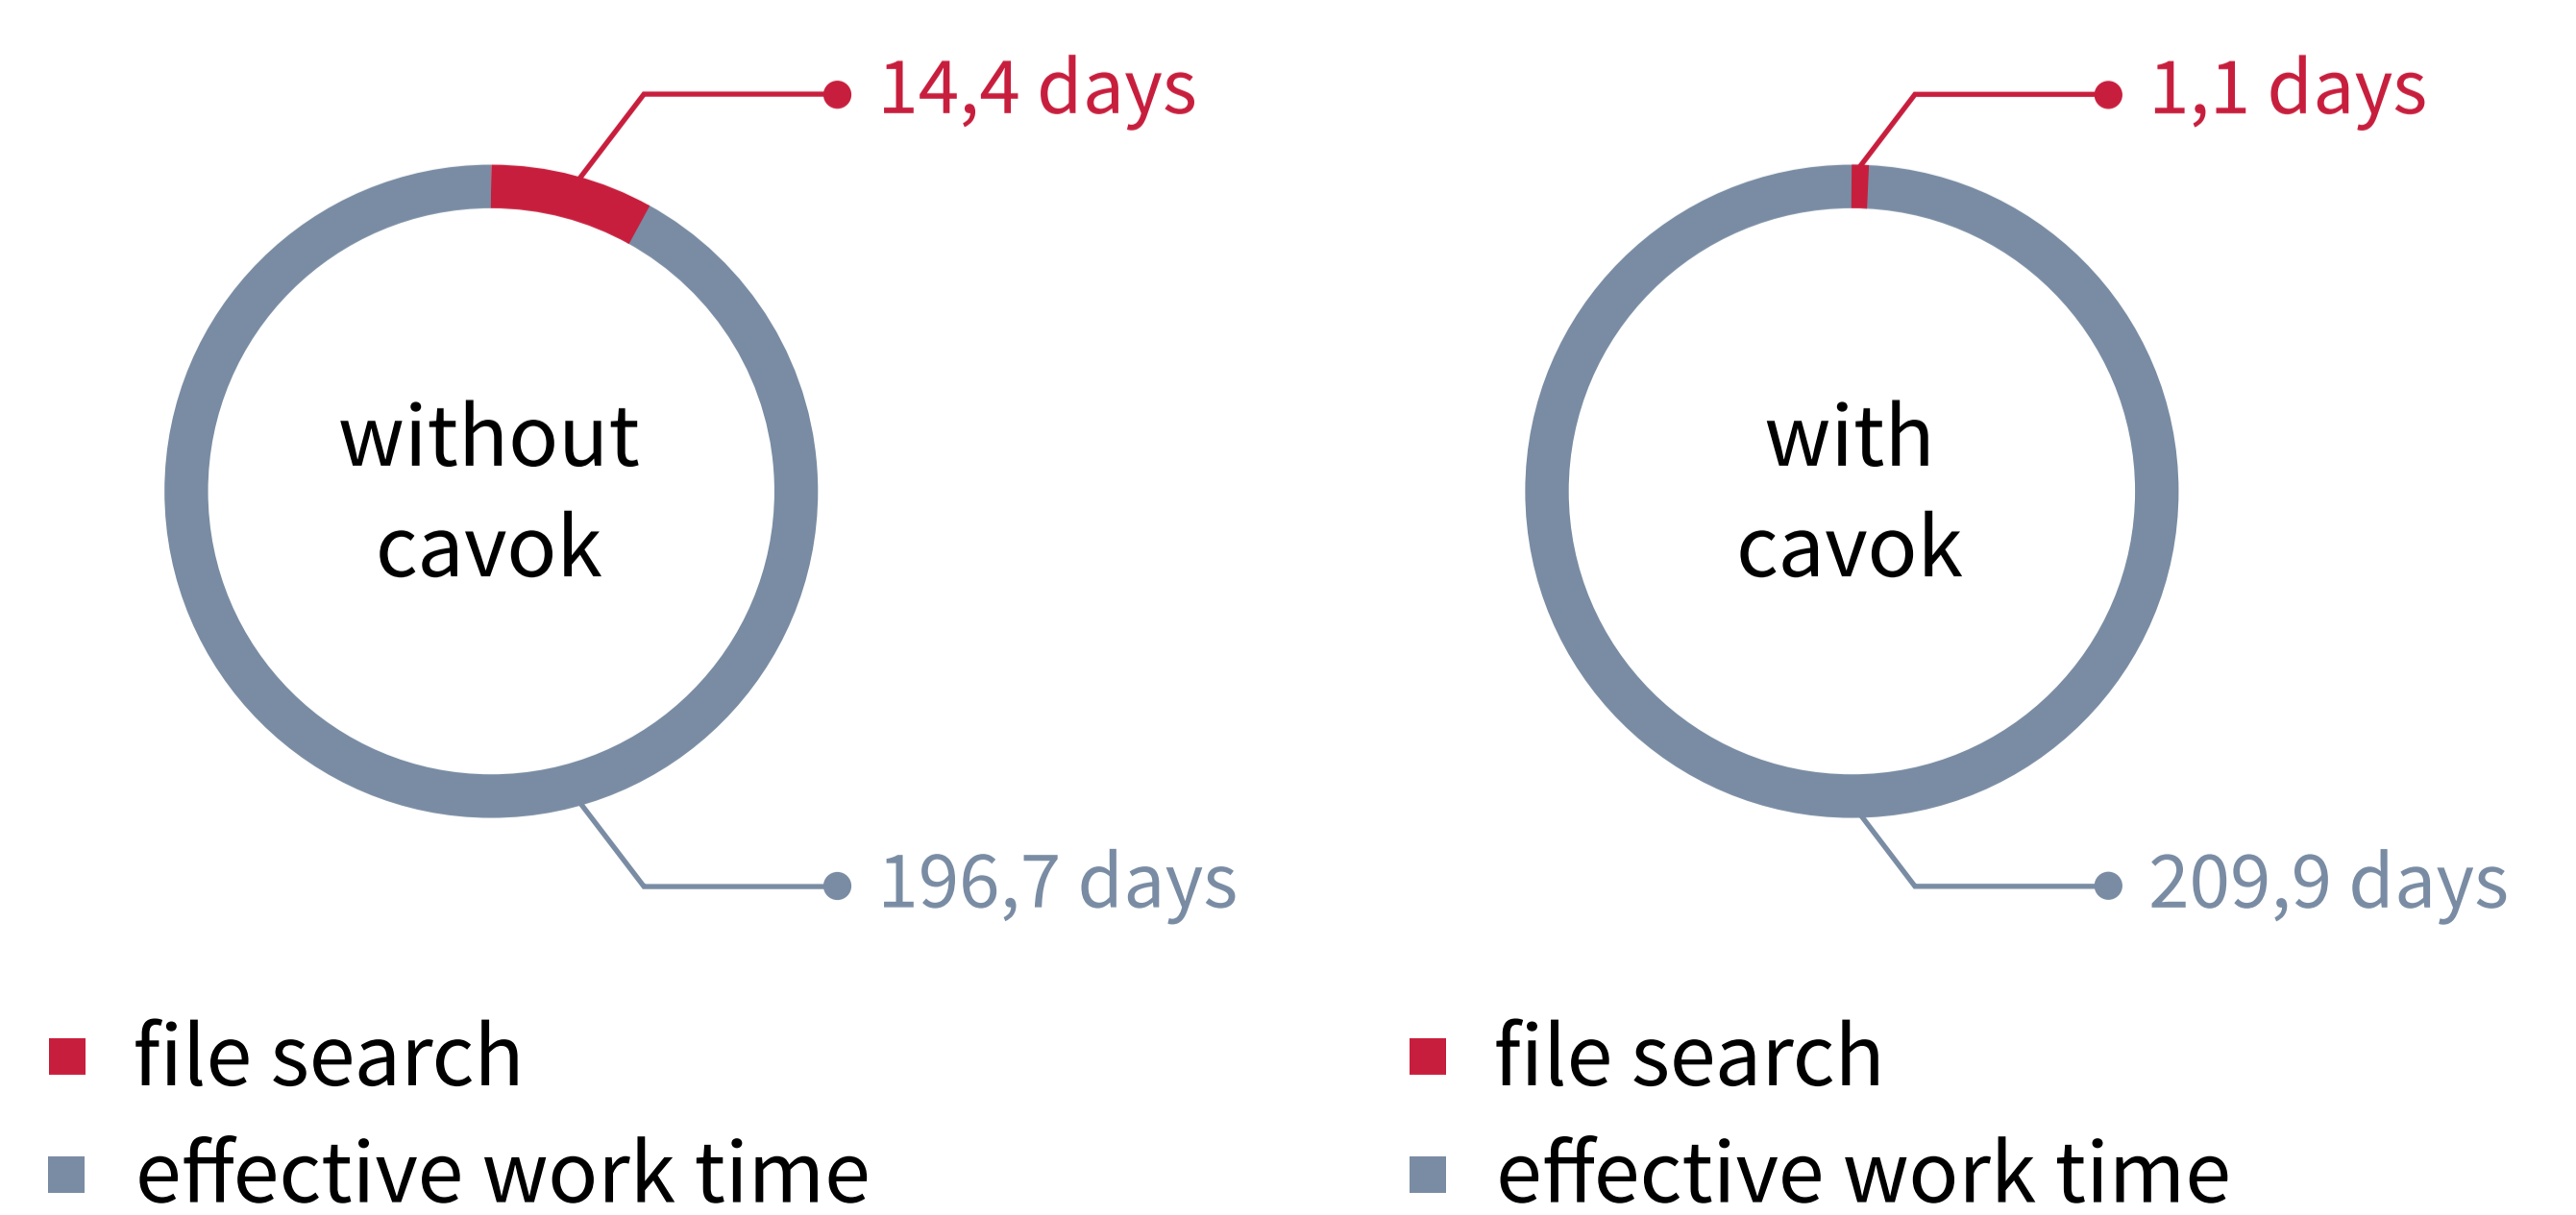 14,4 days
without
cavok
196,7 days
file search
effective work time
1,1 days
with
cavok
209,9 days
file search
effective work time